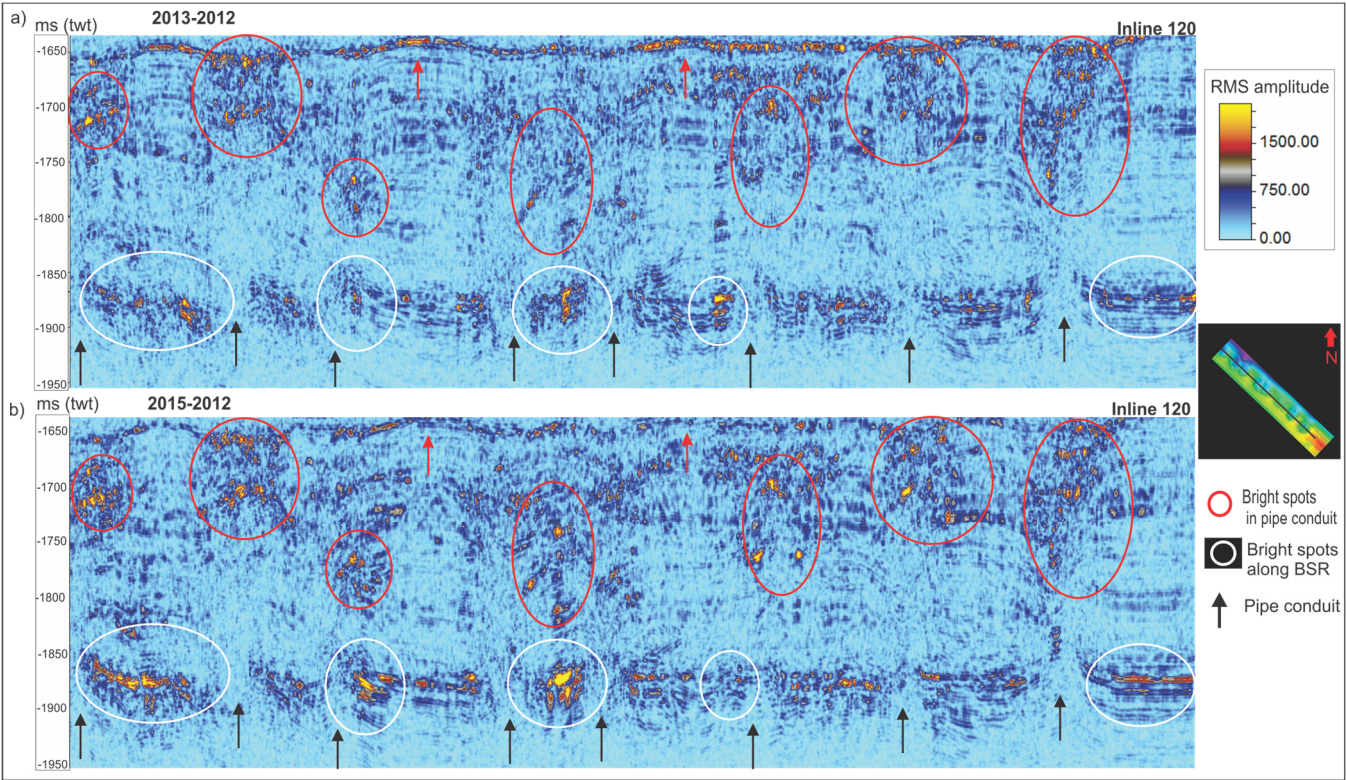 a)
ms (twt)
2013-2012
Inline 120
-1650
-1700
-1750
-1800
-1850
-1900
-1950
b)
ms (twt)
2015-2012
Inline 120
-1650
-1700
-1750
-1800
-1850
-1900
-1950
RMS amplitude
1500.00
750.00
0.00
N
Bright spots
in pipe conduit
Bright spots
along BSR
Pipe conduit